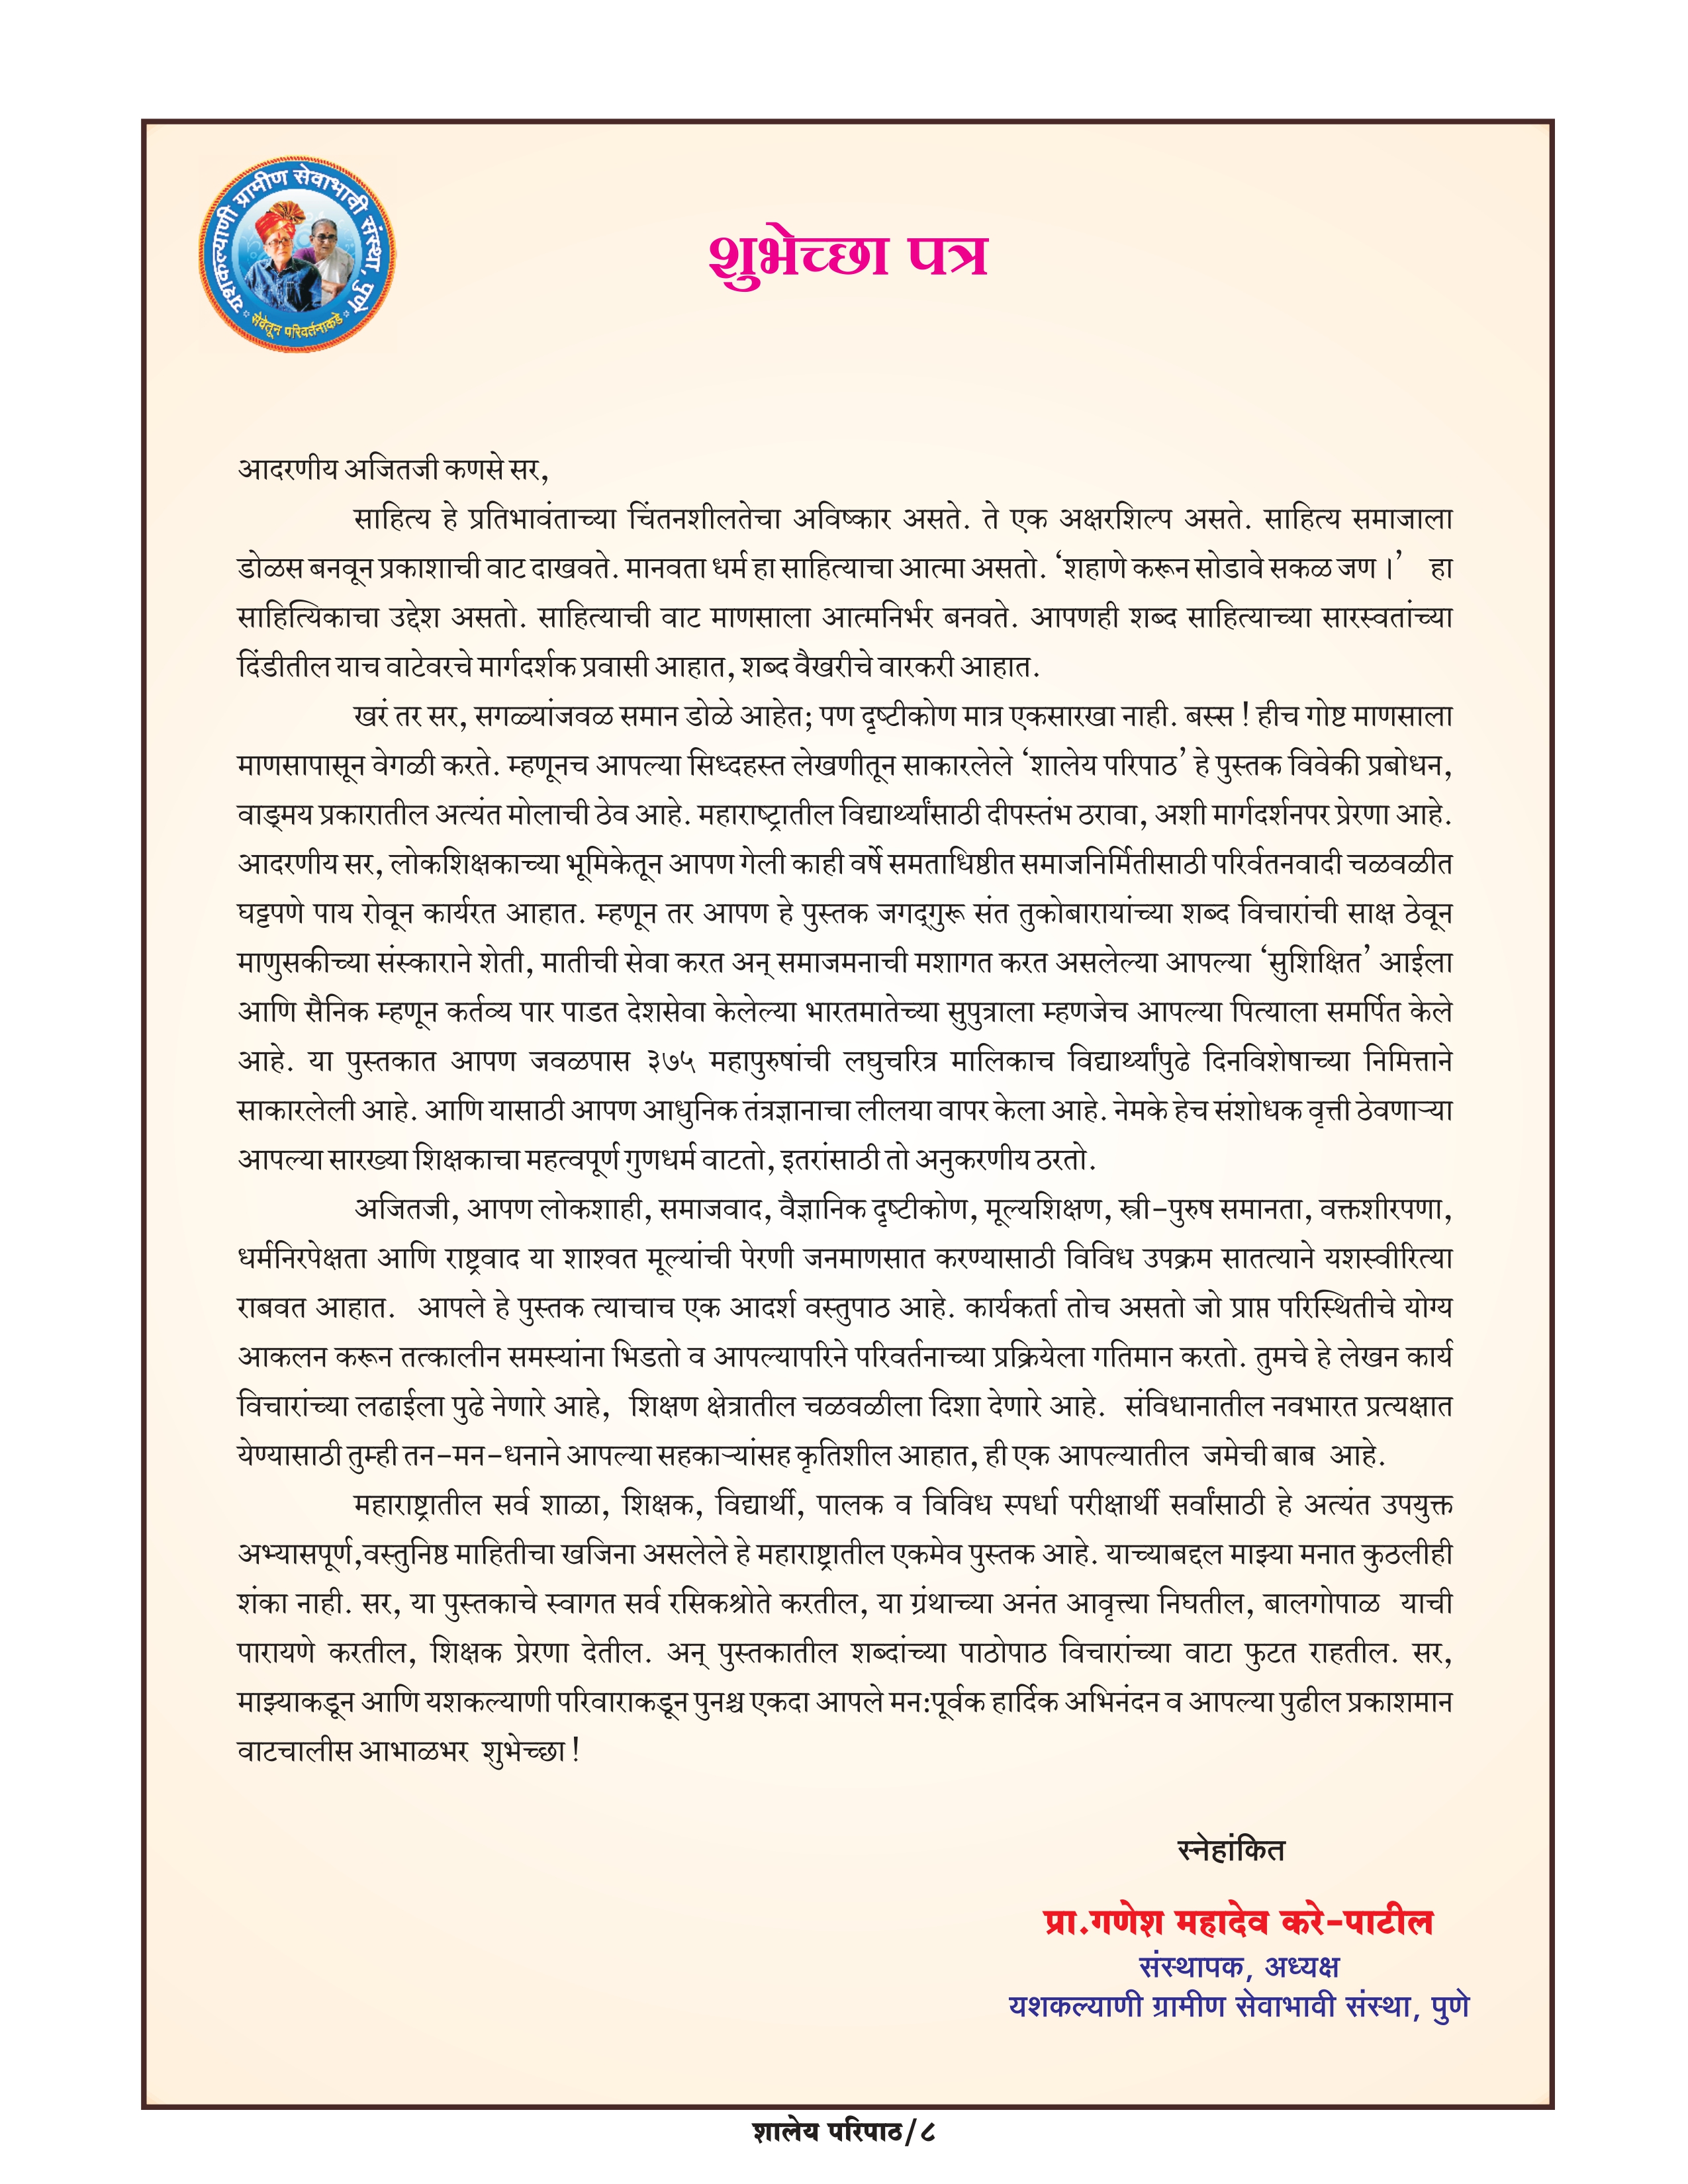 यशकल्याणी ग्रामीण सेवाभावी संस्था, पुणे
सेवेतून परिवर्तनाकडे
शुभेच्छा पत्र
आदरणीय अजितजी कणसे सर,
साहित्य हे प्रतिभावंताच्या चिंतनशीलतेचा अविष्कार असते. ते एक अक्षरशिल्प असते. साहित्य समाजाला
डोळस बनवून प्रकाशाची वाट दाखवते. मानवता धर्म हा साहित्याचा आत्मा असतो. ‘शहाणे करून सोडावे सकळ जण।’ हा
साहित्यिकाचा उद्देश असतो. साहित्याची वाट माणसाला आत्मनिर्भर बनवते. आपणही शब्द साहित्याच्या सारस्वतांच्या
दिंडीतील याच वाटेवरचे मार्गदर्शक प्रवासी आहात, शब्द वैखरीचे वारकरी आहात.
खरं तर सर, सगळ्यांजवळ समान डोळे आहेत; पण दृष्टीकोण मात्र एकसारखा नाही. बस्स ! हीच गोष्ट माणसाला
माणसापासून वेगळी करते. म्हणूनच आपल्या सिध्दहस्त लेखणीतून साकारलेले ‘शालेय परिपाठ’ हे पुस्तक विवेकी प्रबोधन,
वाङ्मय प्रकारातील अत्यंत मोलाची ठेव आहे. महाराष्ट्रातील विद्यार्थ्यांसाठी दीपस्तंभ ठरावा, अशी मार्गदर्शनपर प्रेरणा आहे.
आदरणीय सर, लोकशिक्षकाच्या भूमिकेतून आपण गेली काही वर्षे समताधिष्ठीत समाजनिर्मितीसाठी परिर्वतनवादी चळवळीत
घट्टपणे पाय रोवून कार्यरत आहात. म्हणून तर आपण हे पुस्तक जगद्‌गुरू संत तुकोबारायांच्या शब्द विचारांची साक्ष ठेवून
माणुसकीच्या संस्काराने शेती, मातीची सेवा करत अन् समाजमनाची मशागत करत असलेल्या आपल्या ‘सुशिक्षित’ आईला
आणि सैनिक म्हणून कर्तव्य पार पाडत देशसेवा केलेल्या भारतमातेच्या सुपुत्राला म्हणजेच आपल्या पित्याला समर्पित केले
आहे. या पुस्तकात आपण जवळपास ३७५ महापुरुषांची लघुचरित्र मालिकाच विद्यार्थ्यांपुढे दिनविशेषाच्या निमित्ताने
साकारलेली आहे. आणि यासाठी आपण आधुनिक तंत्रज्ञानाचा लीलया वापर केला आहे. नेमके हेच संशोधक वृत्ती ठेवणाऱ्या
आपल्या सारख्या शिक्षकाचा महत्वपूर्ण गुणधर्म वाटतो, इतरांसाठी तो अनुकरणीय ठरतो.
अजितजी, आपण लोकशाही, समाजवाद, वैज्ञानिक दृष्टीकोण, मूल्यशिक्षण, स्त्री-पुरुष समानता, वक्तशीरपणा,
धर्मनिरपेक्षता आणि राष्ट्रवाद या शाश्वत मूल्यांची पेरणी जनमाणसात करण्यासाठी विविध उपक्रम सातत्याने यशस्वीरित्या
राबवत आहात. आपले हे पुस्तक त्याचाच एक आदर्श वस्तुपाठ आहे. कार्यकर्ता तोच असतो जो प्राप्त परिस्थितीचे योग्य
आकलन करून तत्कालीन समस्यांना भिडतो व आपल्यापरिने परिवर्तनाच्या प्रक्रियेला गतिमान करतो. तुमचे हे लेखन कार्य
विचारांच्या लढाईला पुढे नेणारे आहे, शिक्षण क्षेत्रातील चळवळीला दिशा देणारे आहे. संविधानातील नवभारत प्रत्यक्षात
येण्यासाठी तुम्ही तन-मन-धनाने आपल्या सहकाऱ्यांसह कृतिशील आहात, ही एक आपल्यातील जमेची बाब आहे.
महाराष्ट्रातील सर्व शाळा, शिक्षक, विद्यार्थी, पालक व विविध स्पर्धा परीक्षार्थी सर्वांसाठी हे अत्यंत उपयुक्त
अभ्यासपूर्ण,वस्तुनिष्ठ माहितीचा खजिना असलेले हे महाराष्ट्रातील एकमेव पुस्तक आहे. याच्याबद्दल माझ्या मनात कुठलीही
शंका नाही. सर, या पुस्तकाचे स्वागत सर्व रसिकश्रोते करतील, या ग्रंथाच्या अनंत आवृत्त्या निघतील, बालगोपाळ याची
पारायणे करतील, शिक्षक प्रेरणा देतील. अन् पुस्तकातील शब्दांच्या पाठोपाठ विचारांच्या वाटा फुटत राहतील. सर,
माझ्याकडून आणि यशकल्याणी परिवाराकडून पुनश्च एकदा आपले मन:पूर्वक हार्दिक अभिनंदन व आपल्या पुढील प्रकाशमान
वाटचालीस आभाळभर शुभेच्छा !
स्नेहांकित
प्रा.गणेश महादेव करे-पाटील
संस्थापक, अध्यक्ष
यशकल्याणी ग्रामीण सेवाभावी संस्था, पुणे
शालेय परिपाठ/८